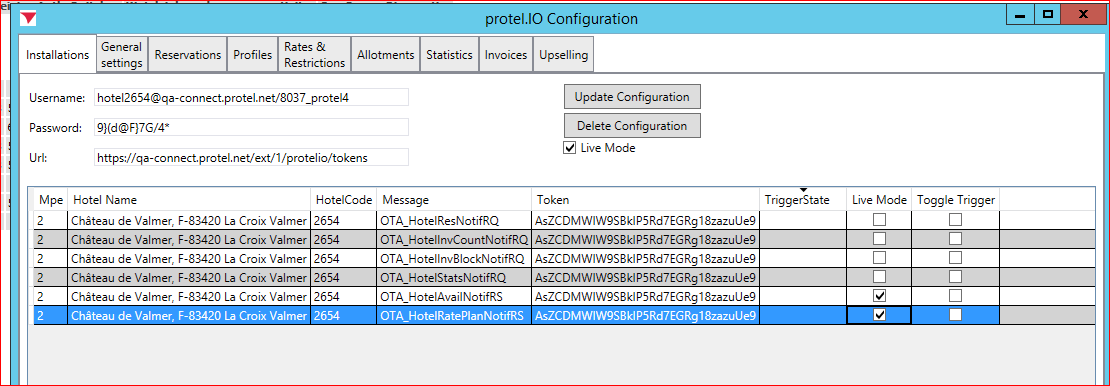 protel.IO Configuration
Installations
General settings
Reservations
Profiles
Rates & Restrictions
Allotments
Statistics
Invoices
Upselling
Username: hotel2654@qa-connect.protel.net/8037_protel4
Update Configuration
Password: 9}{d@F}7G/4*
Delete Configuration
Live Mode
Url: https://qa-connect.protel.net/ext/1/protelio/tokens
Mpe Hotel Name HotelCode Message Token TriggerState Live Mode Toggle Trigger
2 Château de Valmer, F-83420 La Croix Valmer 2654 OTA_HotelResNotifRQ AsZCDMWIW9SBkIP5Rd7EGRg18zazuUe9
2 Château de Valmer, F-83420 La Croix Valmer 2654 OTA_HotelInvCountNotifRQ AsZCDMWIW9SBkIP5Rd7EGRg18zazuUe9
2 Château de Valmer, F-83420 La Croix Valmer 2654 OTA_HotelInvBlockNotifRQ AsZCDMWIW9SBkIP5Rd7EGRg18zazuUe9
2 Château de Valmer, F-83420 La Croix Valmer 2654 OTA_HotelStatsNotifRQ AsZCDMWIW9SBkIP5Rd7EGRg18zazuUe9
2 Château de Valmer, F-83420 La Croix Valmer 2654 OTA_HotelAvailNotifRS AsZCDMWIW9SBkIP5Rd7EGRg18zazuUe9
2 Château de Valmer, F-83420 La Croix Valmer 2654 OTA_HotelRatePlanNotifRS AsZCDMWIW9SBkIP5Rd7EGRg18zazuUe9